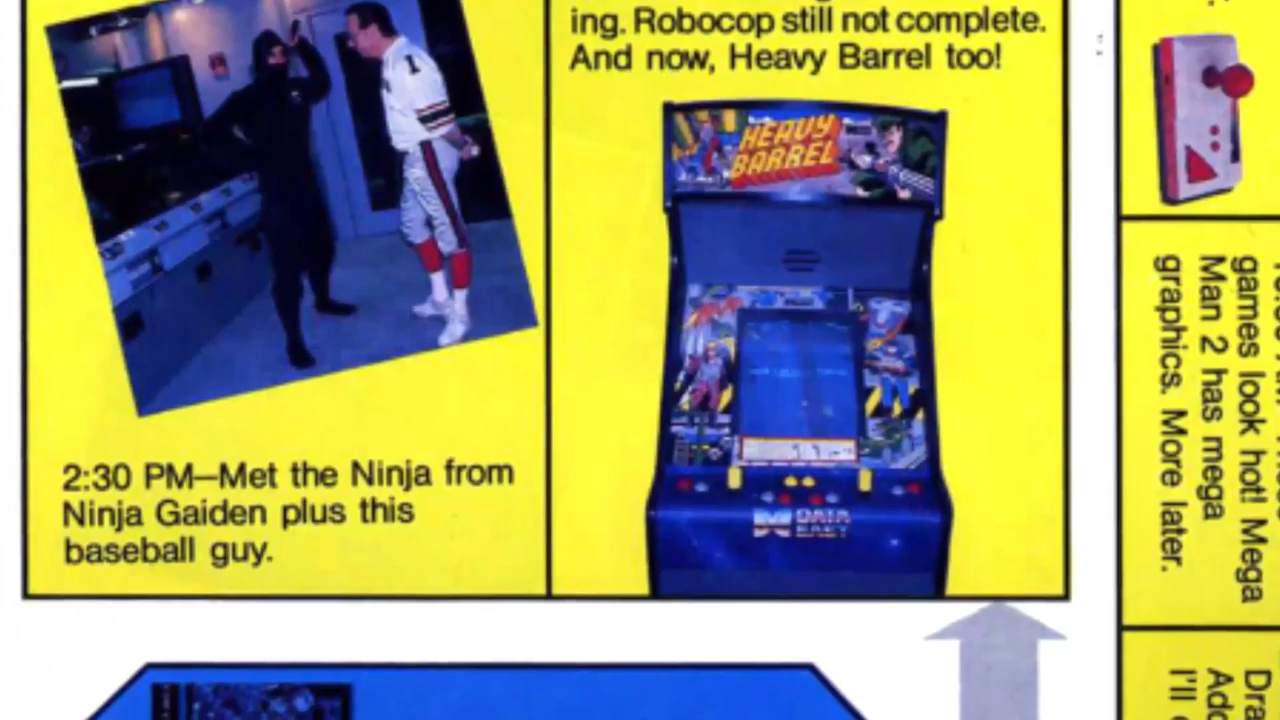 ing. Robocop still not complete.
And now, Heavy Barrel too!
HEAVY
BARREL
DATA
EAST
1
2:30 PM—Met the Ninja from
Ninja Gaiden plus this
baseball guy.
games look hot! Mega
Man 2 has mega
graphics. More later.
I'll